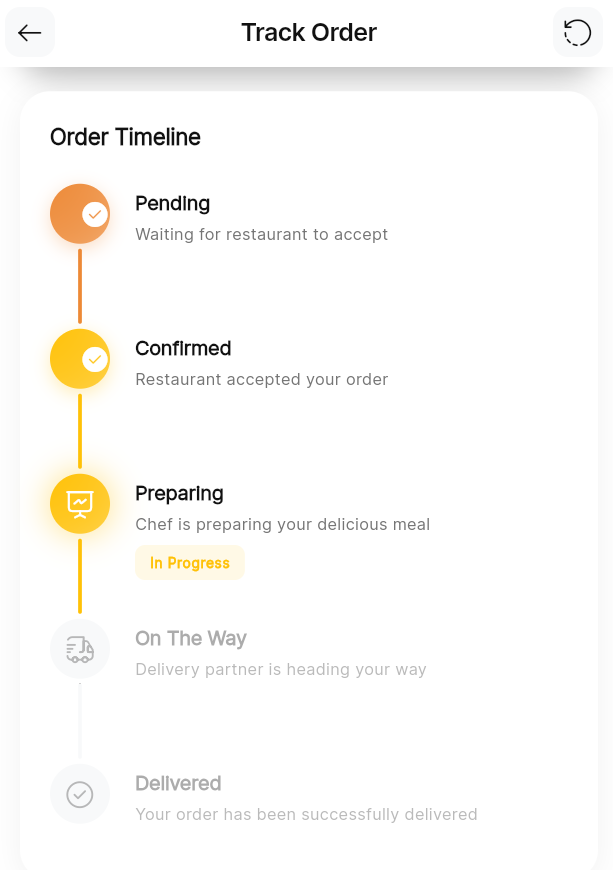 Track Order
Order Timeline
Pending
Waiting for restaurant to accept
Confirmed
Restaurant accepted your order
Preparing
Chef is preparing your delicious meal
In Progress
On The Way
Delivery partner is heading your way
Delivered
Your order has been successfully delivered